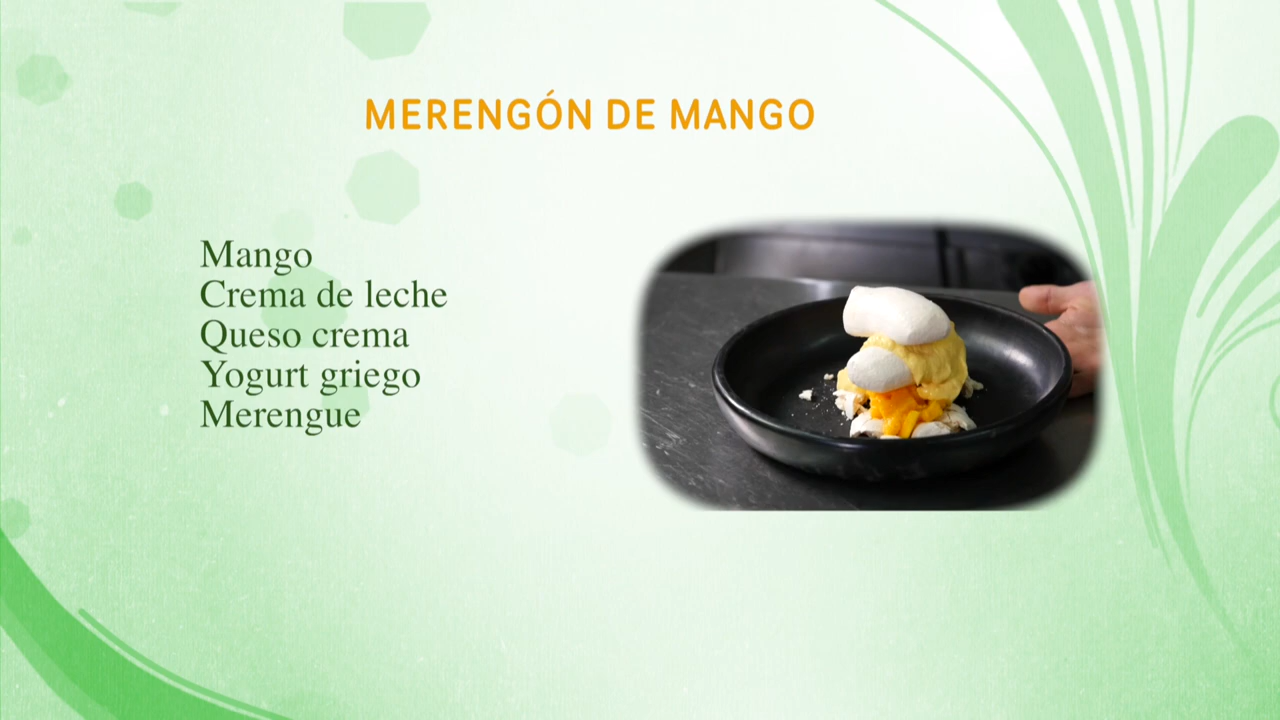 MERENGÓN DE MANGO
Mango
Crema de leche
Queso crema
Yogurt griego
Merengue